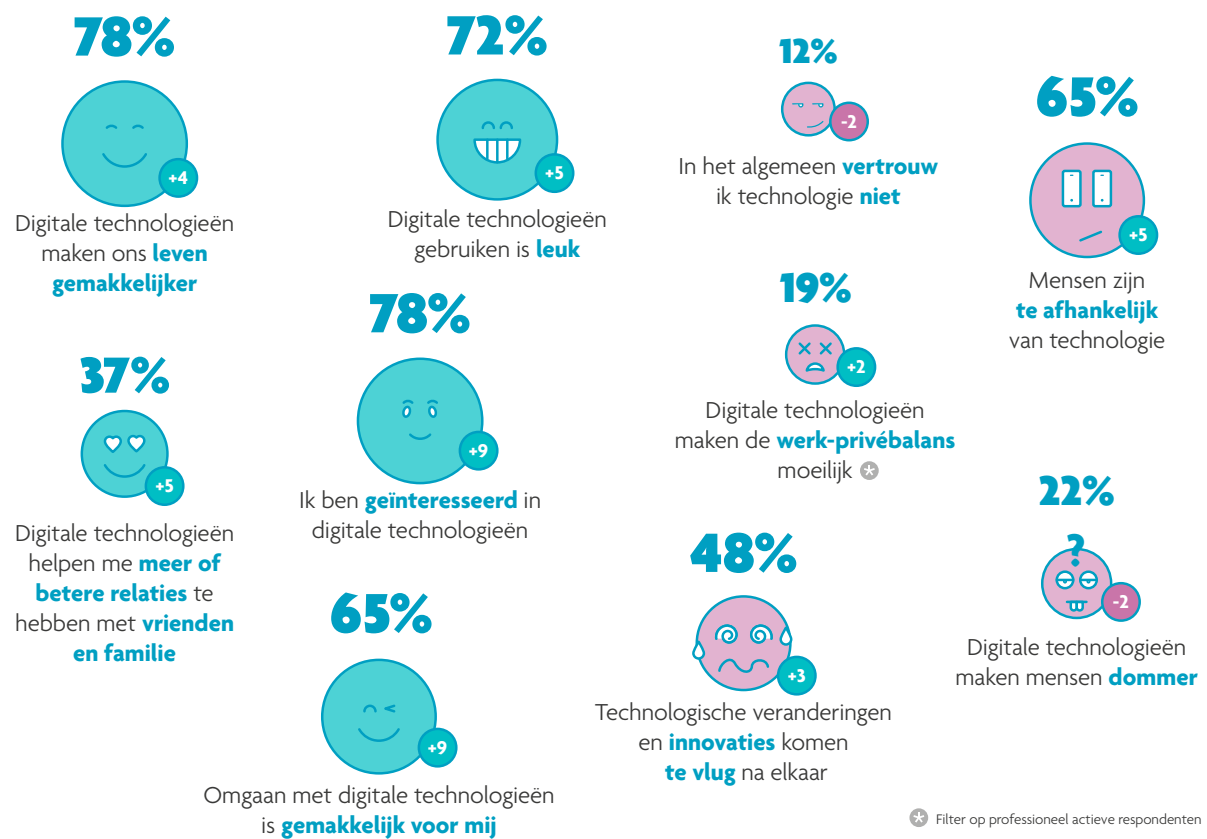 78%
+4
Digitale technologieën
maken ons leven
gemakkelijker
72%
+5
Digitale technologieën
gebruiken is leuk
12%
-2
In het algemeen vertrouw
ik technologie niet
65%
+5
Mensen zijn
te afhankelijk
van technologie
37%
+5
Digitale technologieën
helpen me meer of
betere relaties te
hebben met vrienden
en familie
78%
+9
Ik ben geïnteresseerd in
digitale technologieën
19%
+2
Digitale technologieën
maken de werk-privébalans
moeilijk *
65%
+9
Omgaan met digitale technologieën
is gemakkelijk voor mij
48%
+3
Technologische veranderingen
en innovaties komen
te vlug na elkaar
22%
?
-2
Digitale technologieën
maken mensen dommer
* Filter op professioneel actieve respondenten